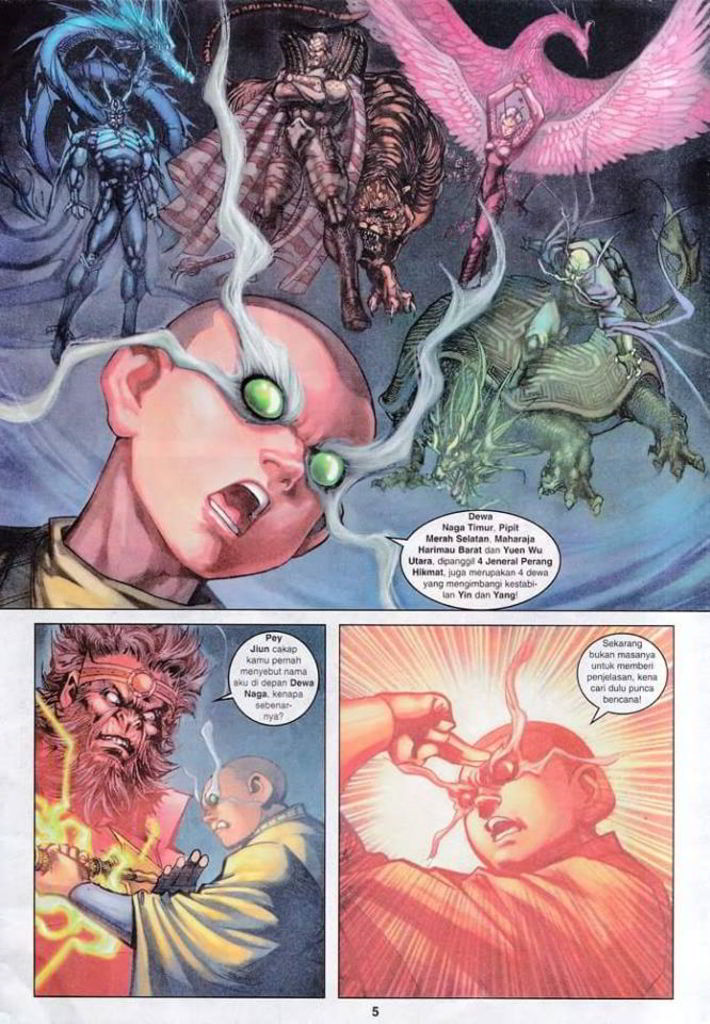 Dewa
Naga Timur, Pipit
Merah Selatan, Maharaja
Harimau Barat dan Yuen Wu
Utara, dipanggil 4 Jeneral Perang
Hikmat, juga merupakan 4 dewa
yang mengimbangi kestabi-
lan Yin dan Yang!
Pey
Jiun cakap
kamu pernah
menyebut nama
aku di depan Dewa
Naga, kenapa
sebenar-
nya?
Sekarang
bukan masanya
untuk memberi
penjelasan, kena
cari dulu punca
bencana!
5